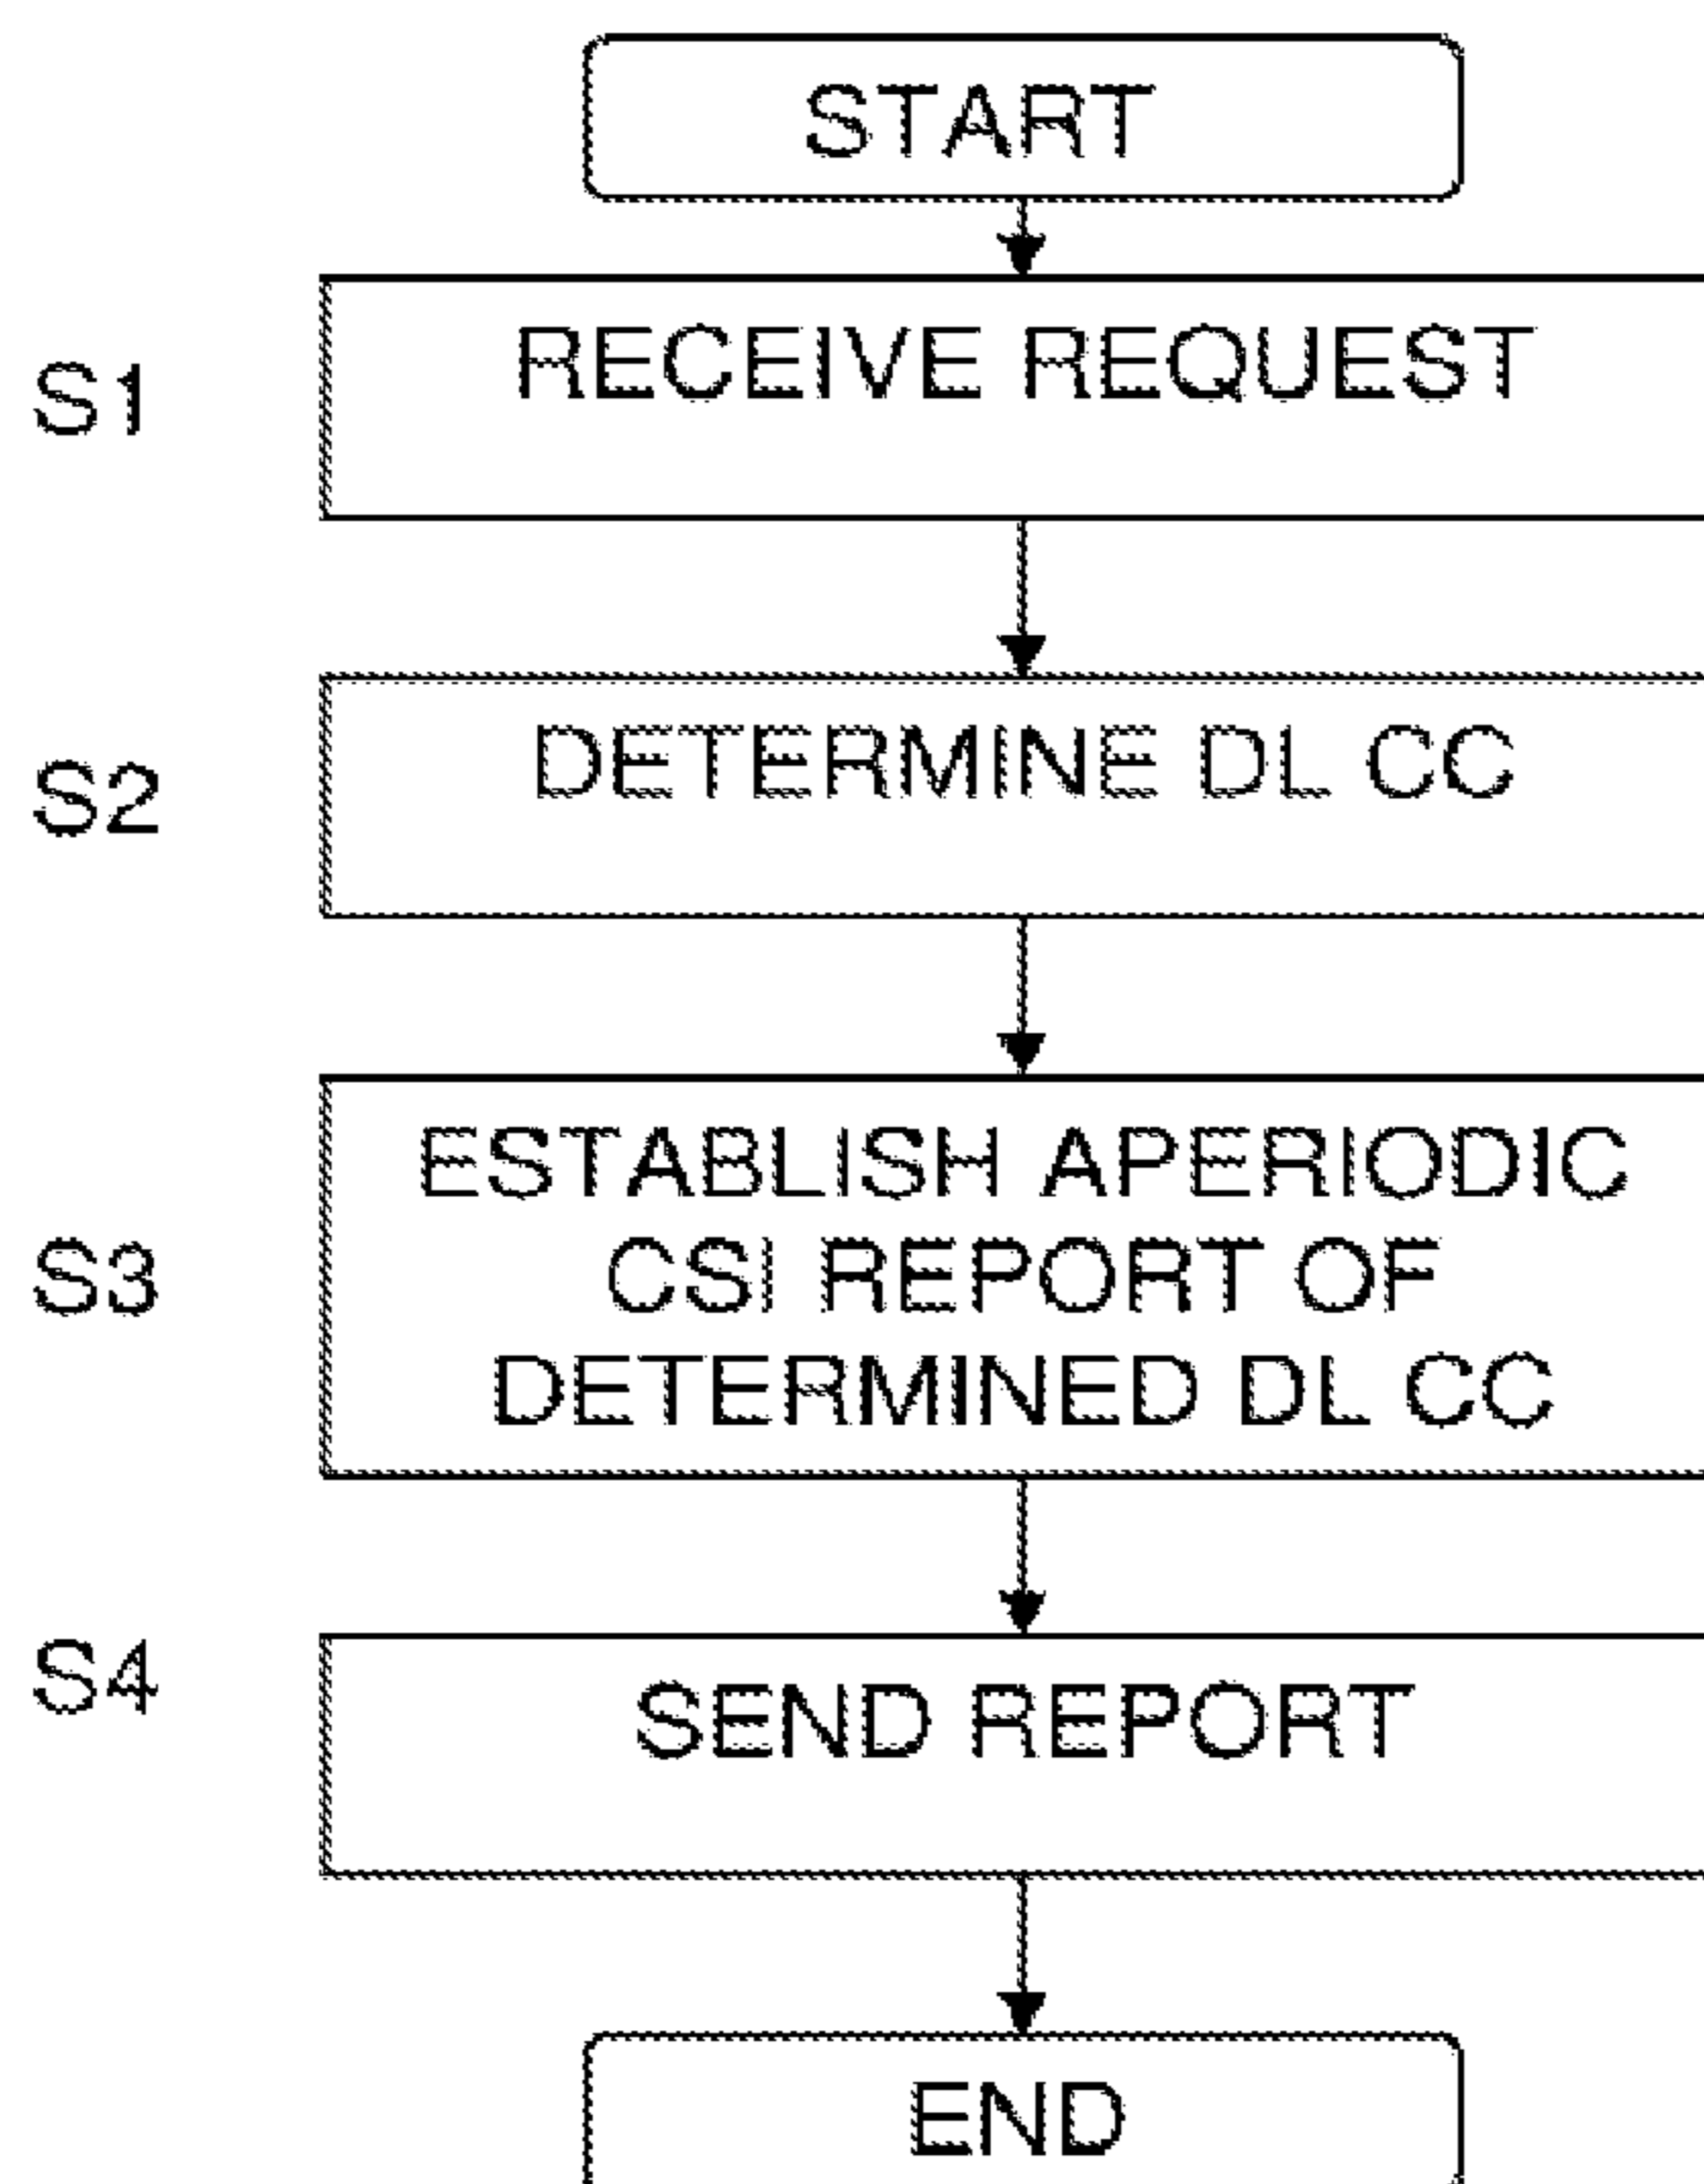 START
S1
RECEIVE REQUEST
S2
DETERMINE DL CC
S3
ESTABLISH APERIODIC
CSI REPORT OF
DETERMINED DL CC
S4
SEND REPORT
END